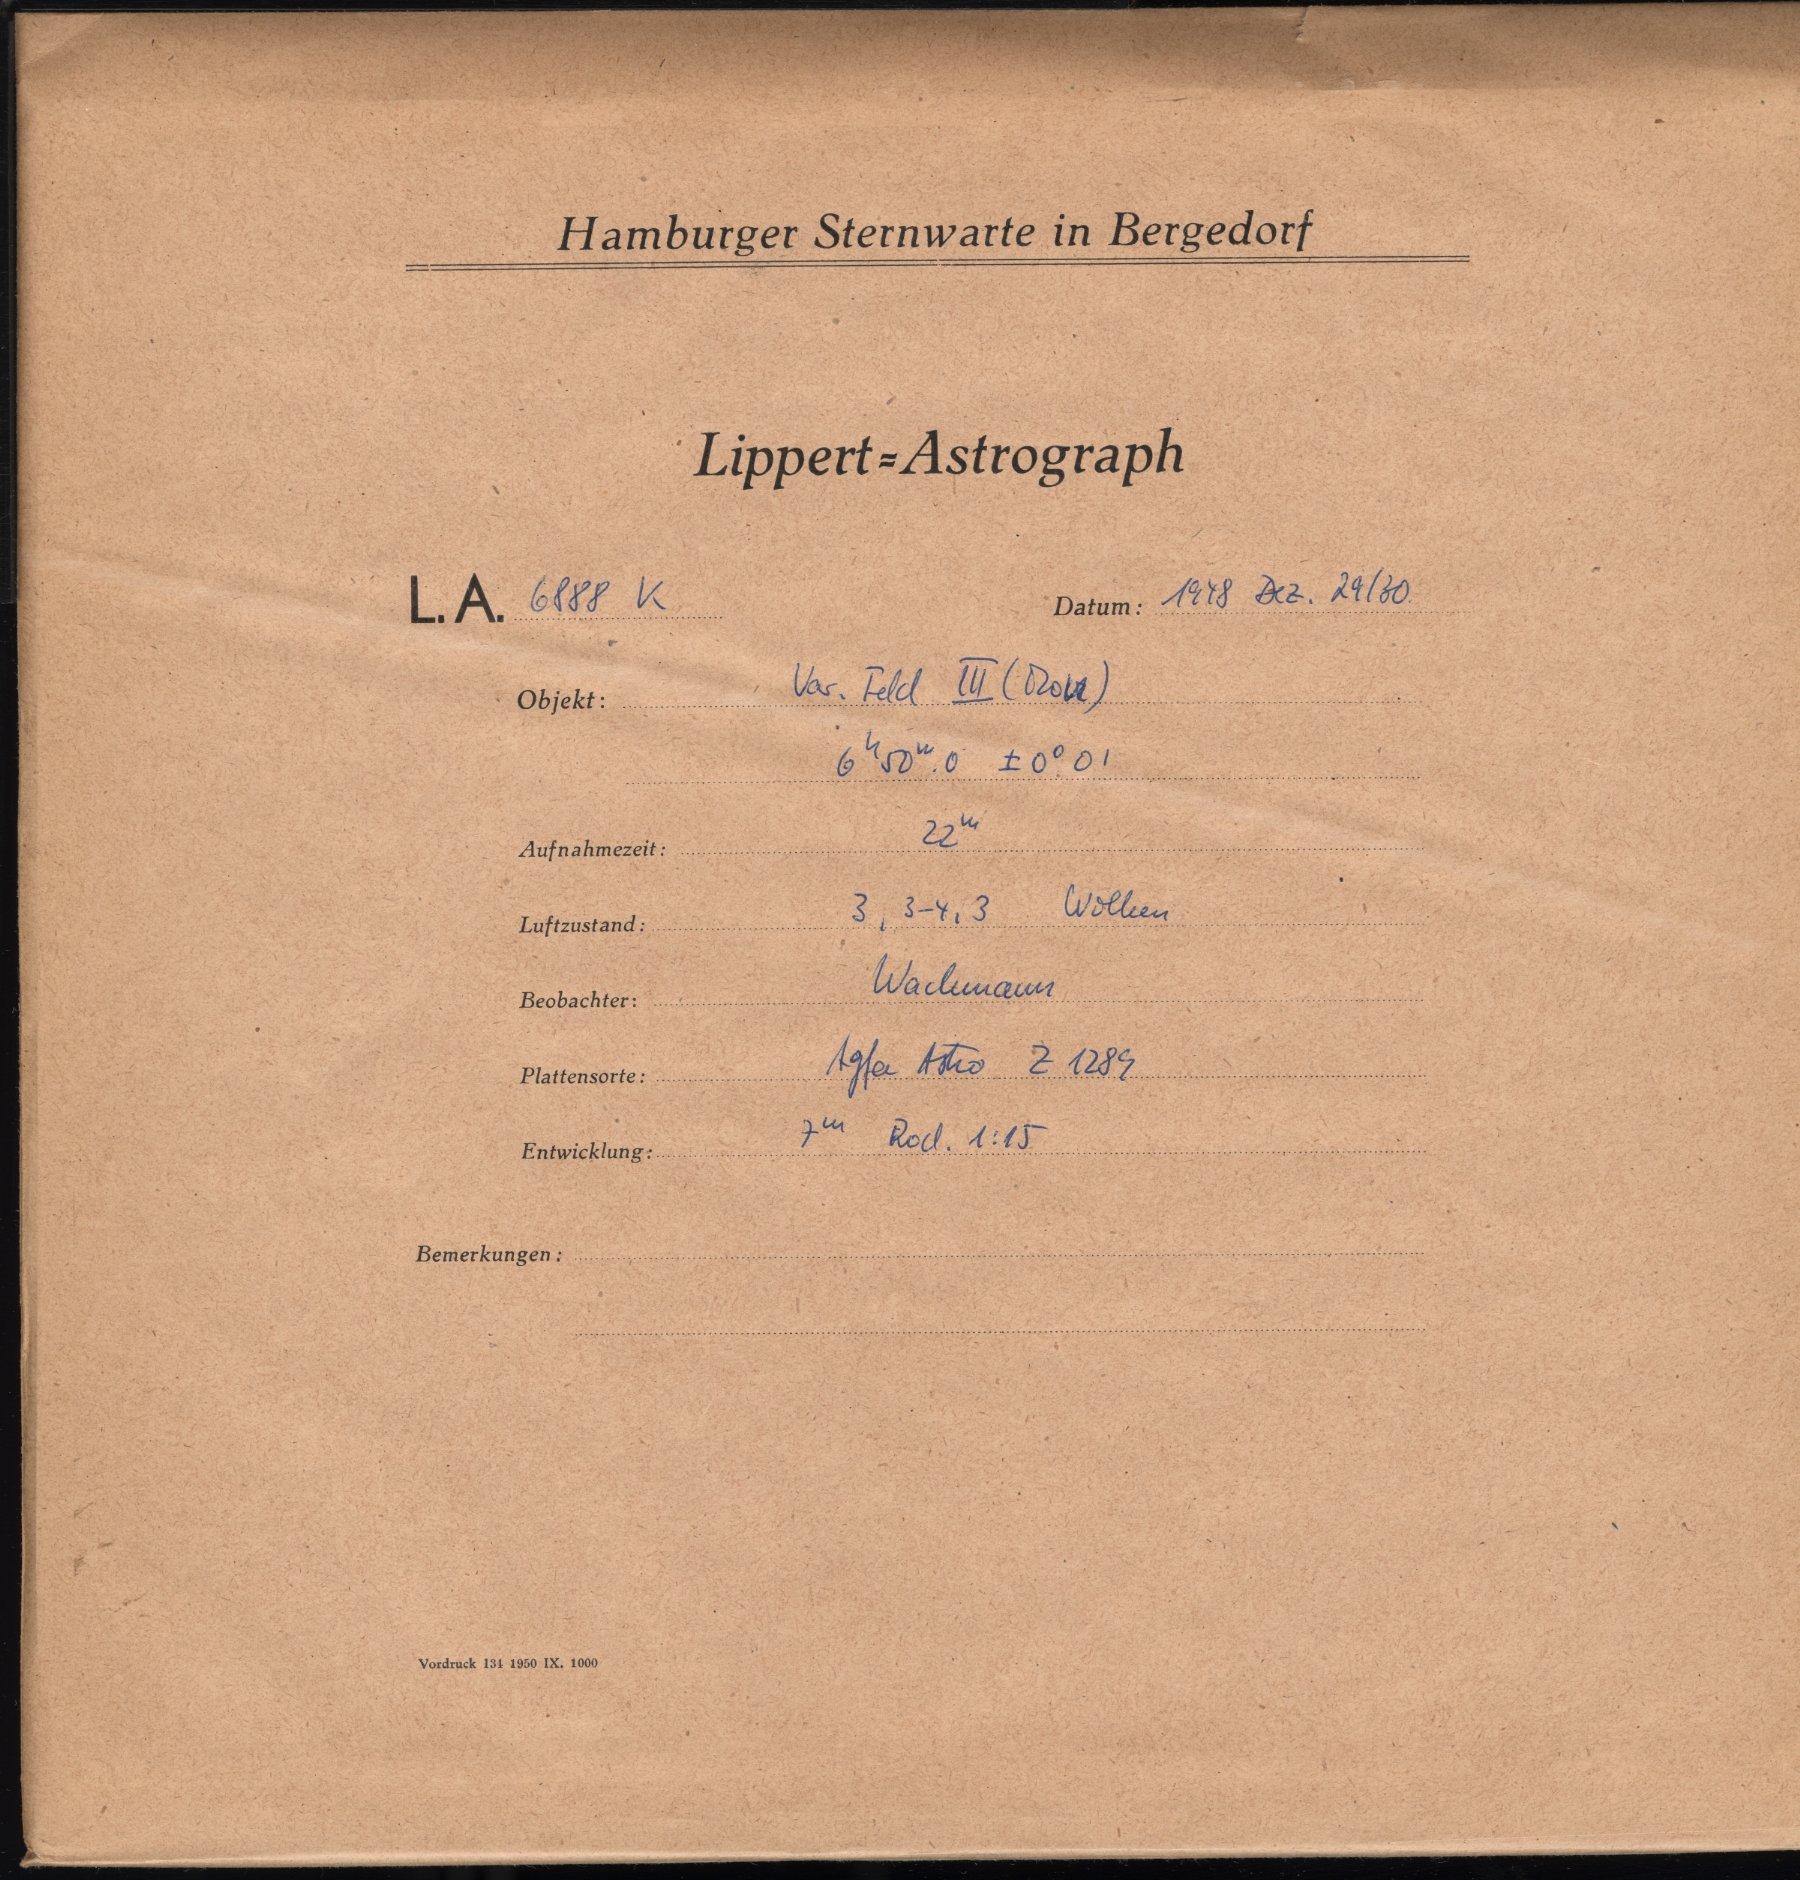 Hamburger Sternwarte in Bergedorf
Lippert=Astrograph
L. A. 6888 K Datum: 1948 Dez. 29/30
Objekt: Var. Feld III (Mon)
6ʰ50ᵐ.0 ±0°0'
Aufnahmezeit: 22ᵐ
Luftzustand: 3, 3-4, 3 Wolken
Beobachter: Wachmann
Plattensorte: Agfa Astro Z 1289
Entwicklung: 7ᵐ Rod. 1:15
Bemerkungen:
Vordruck 134 1950 IX. 1000